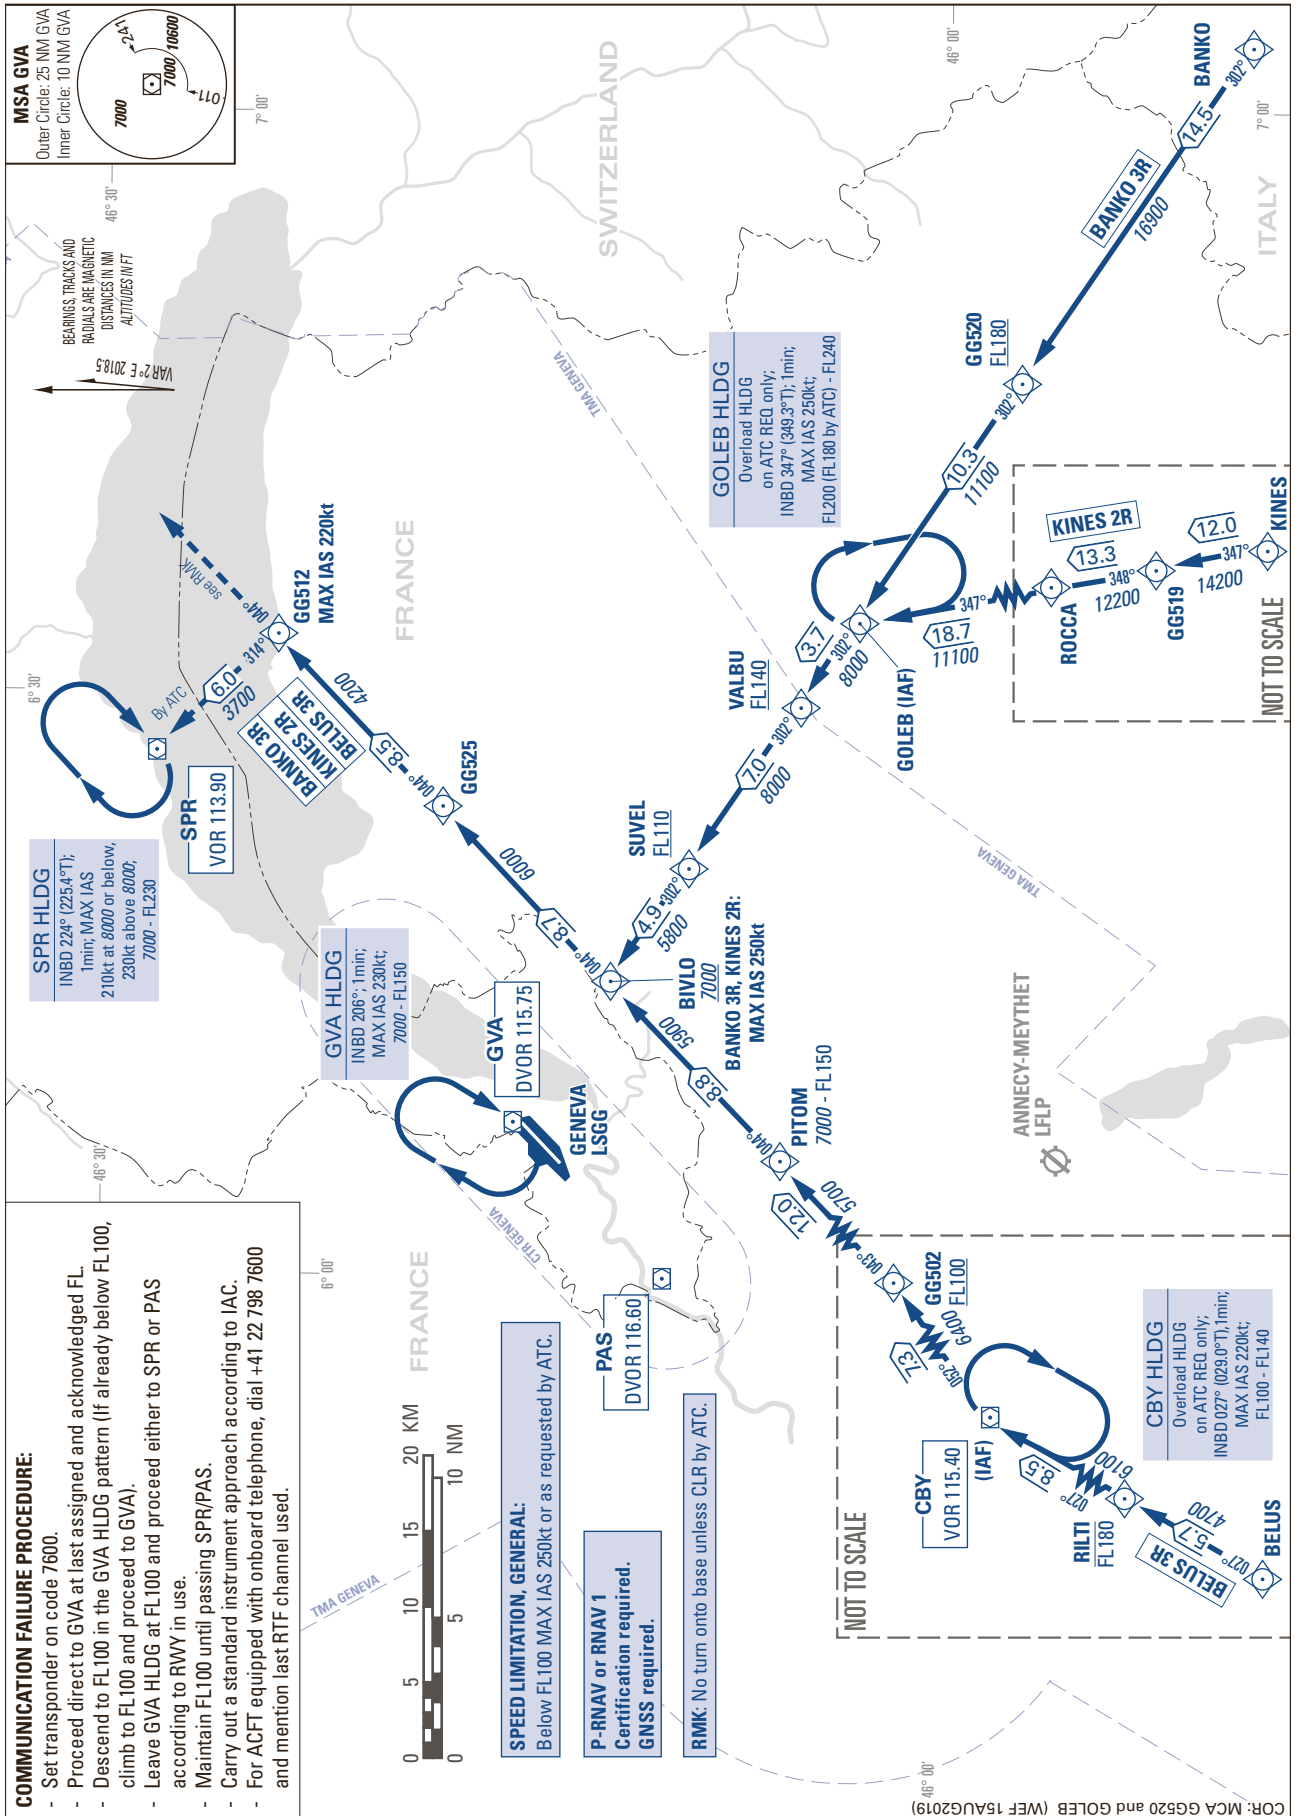 COMMUNICATION FAILURE PROCEDURE:
- Set transponder on code 7600.
- Proceed direct to GVA at last assigned and acknowledged FL.
- Descend to FL100 in the GVA HLDG pattern (If already below FL100,
climb to FL100 and proceed to GVA).
- Leave GVA HLDG at FL100 and proceed either to SPR or PAS
according to RWY in use.
- Maintain FL100 until passing SPR/PAS.
- Carry out a standard instrument approach according to IAC.
- For ACFT equipped with onboard telephone, dial +41 22 798 7600
and mention last RTF channel used.
MSA GVA
Outer Circle: 25 NM GVA
Inner Circle: 10 NM GVA
7000
7000
10600
241
011
BEARINGS, TRACKS AND
RADIALS ARE MAGNETIC
DISTANCES IN NM
ALTITUDES IN FT
VAR 2° E 2018.5
46° 30'
46° 30'
7° 00'
6° 30'
6° 00'
46° 00'
46° 00'
7° 00'
0 5 10 15 20 KM
0 5 10 NM
FRANCE
FRANCE
SWITZERLAND
ITALY
TMA GENEVA
TMA GENEVA
TMA GENEVA
CTR GENEVA
SPR HLDG
INBD 224° (225.4°T);
1min; MAX IAS
210kt at 8000 or below,
230kt above 8000;
7000 - FL230
SPR
VOR 113.90
By ATC
6.0
3700
314°
044°
see RMK
GG512
MAX IAS 220kt
BANKO 3R
KINES 2R
BELUS 3R
4200
8.5
044°
GG525
6000
8.7
044°
GVA HLDG
INBD 206°; 1min;
MAX IAS 230kt;
7000 - FL150
GVA
DVOR 115.75
GENEVA
LSGG
PAS
DVOR 116.60
BIVLO
7000
BANKO 3R, KINES 2R:
MAX IAS 250kt
SUVEL
FL110
4.9
302°
5800
VALBU
FL140
7.0
302°
8000
3.7
302°
8000
GOLEB (IAF)
GOLEB HLDG
Overload HLDG
on ATC REQ only;
INBD 347° (349.3°T); 1min;
MAX IAS 250kt;
FL200 (FL180 by ATC) - FL240
GG520
FL180
10.3
302°
11100
BANKO 3R
14.5
302°
16900
BANKO
347°
18.7
11100
ROCCA
KINES 2R
13.3
348°
12200
GG519
12.0
347°
14200
KINES
NOT TO SCALE
5900
8.8
044°
PITOM
7000 - FL150
5700
12.0
043°
GG502
FL100
6400
7.3
052°
CBY
VOR 115.40
(IAF)
8.5
6100
027°
RILTI
FL180
5.7
4700
027°
BELUS 3R
BELUS
CBY HLDG
Overload HLDG
on ATC REQ only;
INBD 027° (029.0°T),1min;
MAX IAS 220kt;
FL100 - FL140
NOT TO SCALE
ANNECY-MEYTHET
LFLP
SPEED LIMITATION, GENERAL:
Below FL100 MAX IAS 250kt or as requested by ATC.
P-RNAV or RNAV 1
Certification required.
GNSS required.
RMK: No turn onto base unless CLR by ATC.
COR: MCA GG520 and GOLEB (WEF 15AUG2019)